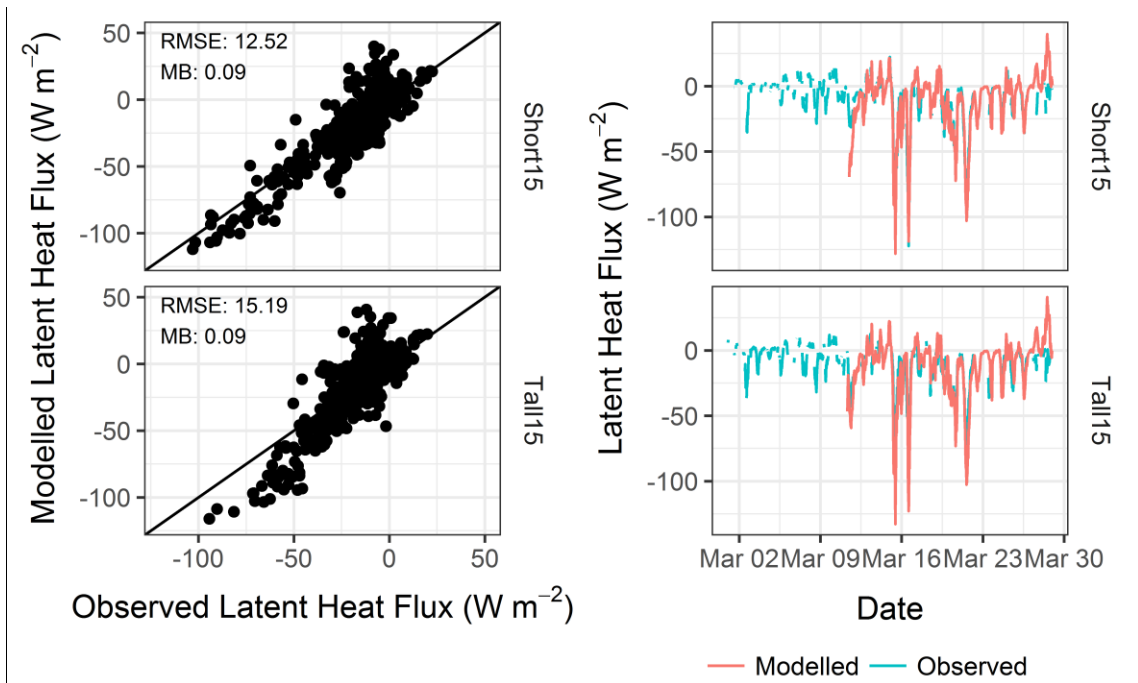 Modelled Latent Heat Flux (W m⁻²)
50
0
-50
-100
RMSE: 12.52
MB: 0.09
Short15
50
0
-50
-100
RMSE: 15.19
MB: 0.09
Tall15
-100 -50 0 50
Observed Latent Heat Flux (W m⁻²)
Latent Heat Flux (W m⁻²)
0
-50
-100
Short15
0
-50
-100
Tall15
Mar 02 Mar 09 Mar 16 Mar 23 Mar 30
Date
Modelled Observed